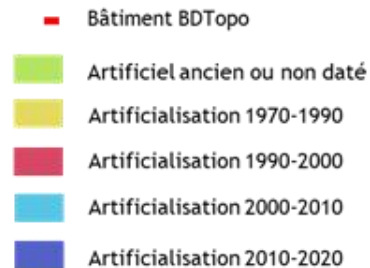 Bâtiment BDTopo
Artificiel ancien ou non daté
Artificialisation 1970-1990
Artificialisation 1990-2000
Artificialisation 2000-2010
Artificialisation 2010-2020